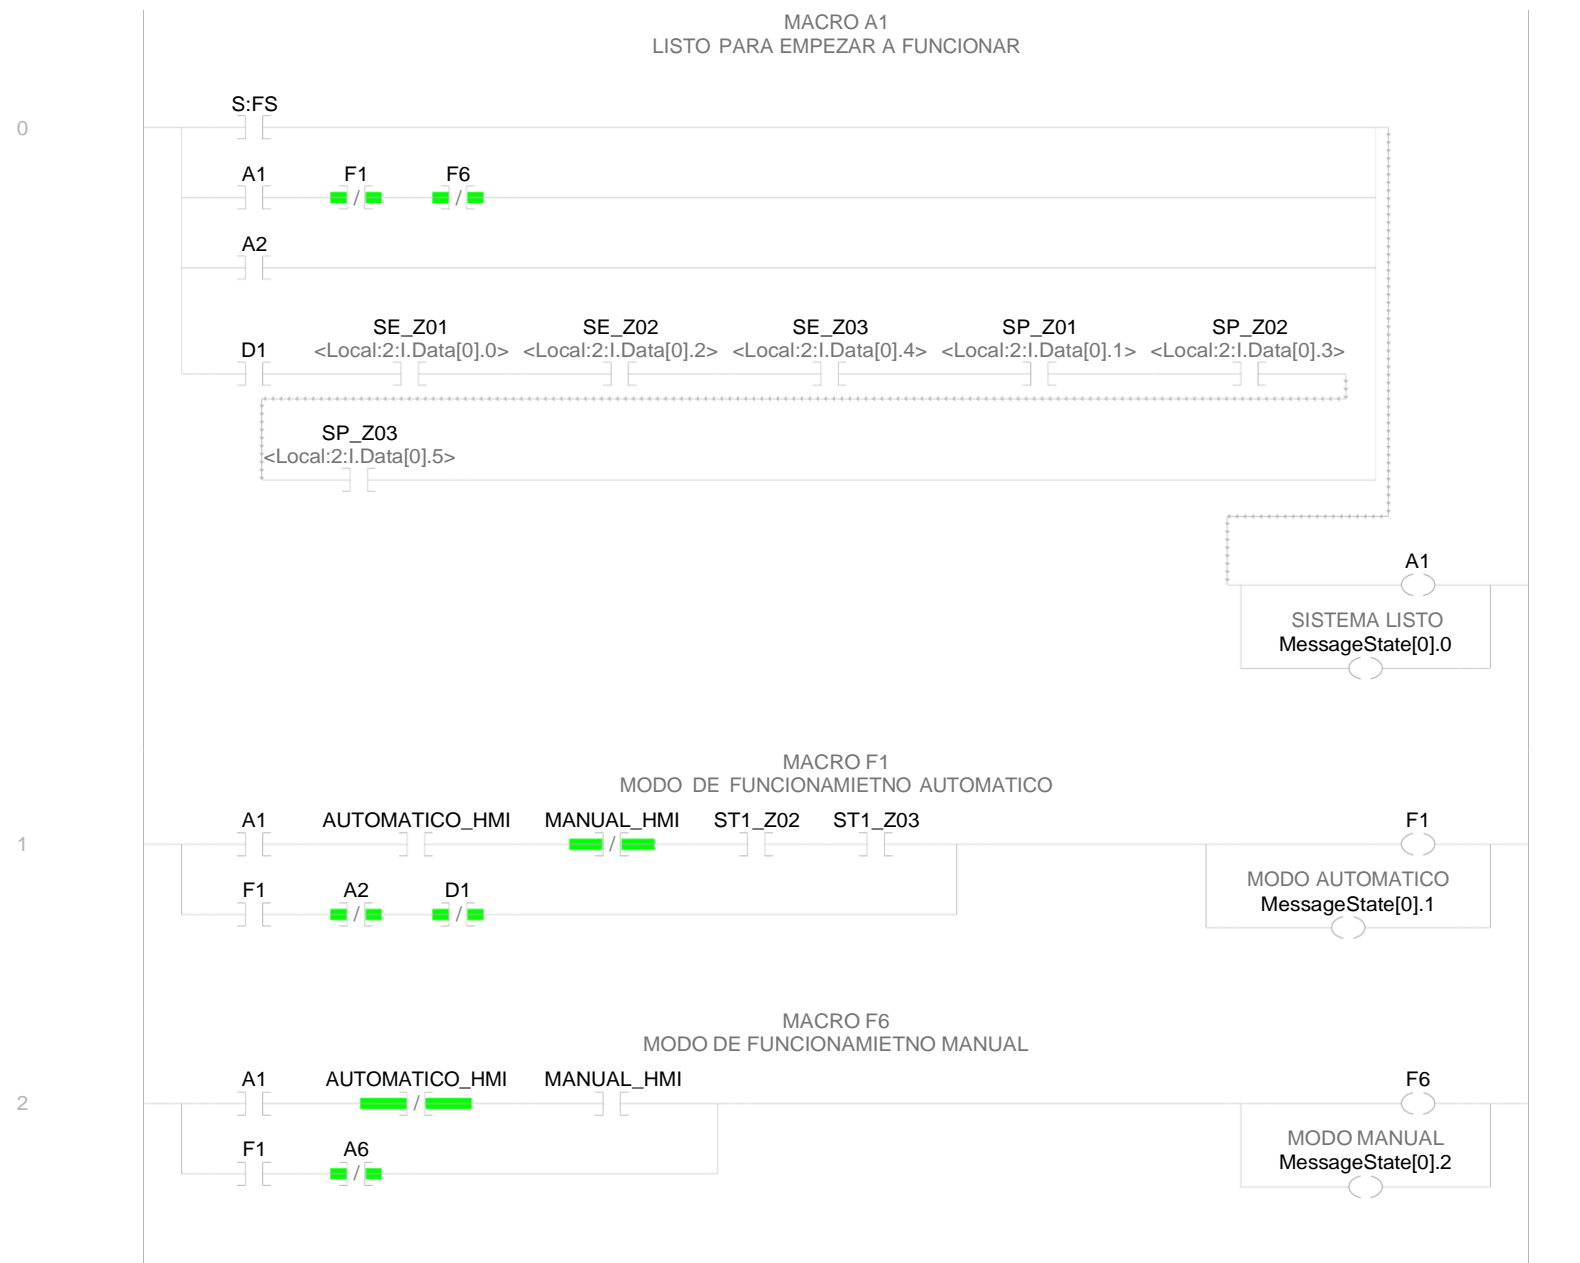 MACRO A1
LISTO PARA EMPEZAR A FUNCIONAR
S:FS
0
A1 F1 F6
/ /
A2
SE_Z01 SE_Z02 SE_Z03 SP_Z01 SP_Z02
D1 <Local:2:I.Data[0].0> <Local:2:I.Data[0].2> <Local:2:I.Data[0].4> <Local:2:I.Data[0].1> <Local:2:I.Data[0].3>
SP_Z03
<Local:2:I.Data[0].5>
A1
SISTEMA LISTO
MessageState[0].0
MACRO F1
MODO DE FUNCIONAMIETNO AUTOMATICO
A1 AUTOMATICO_HMI MANUAL_HMI ST1_Z02 ST1_Z03 F1
1 /
F1 A2 D1 MODO AUTOMATICO
MessageState[0].1
/ /
MACRO F6
MODO DE FUNCIONAMIETNO MANUAL
A1 AUTOMATICO_HMI MANUAL_HMI F6
2 /
F1 A6 MODO MANUAL
MessageState[0].2
/